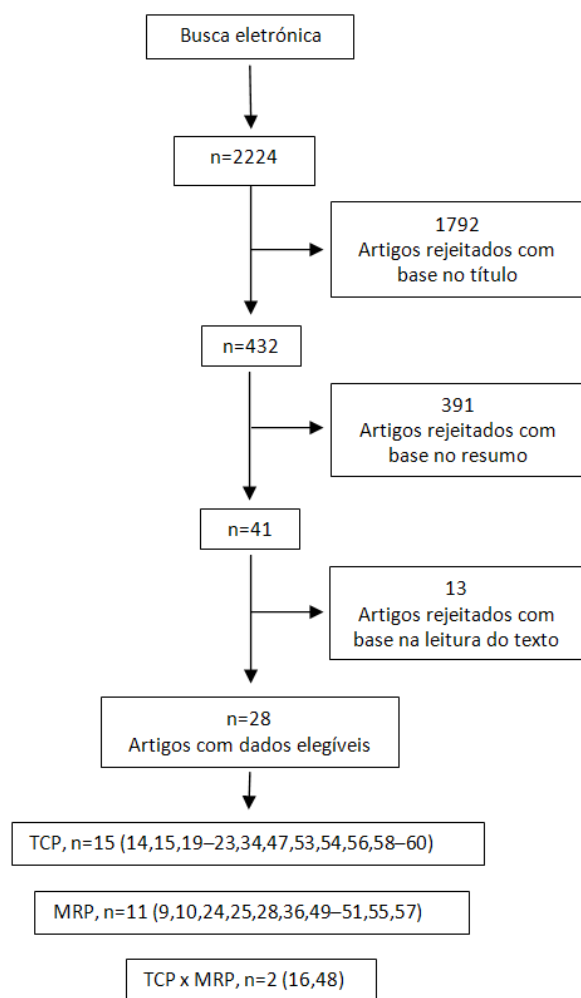 Busca eletrónica
n=2224
1792
Artigos rejeitados com
base no título
n=432
391
Artigos rejeitados com
base no resumo
n=41
13
Artigos rejeitados com
base na leitura do texto
n=28
Artigos com dados elegíveis
TCP, n=15 (14,15,19–23,34,47,53,54,56,58–60)
MRP, n=11 (9,10,24,25,28,36,49–51,55,57)
TCP x MRP, n=2 (16,48)